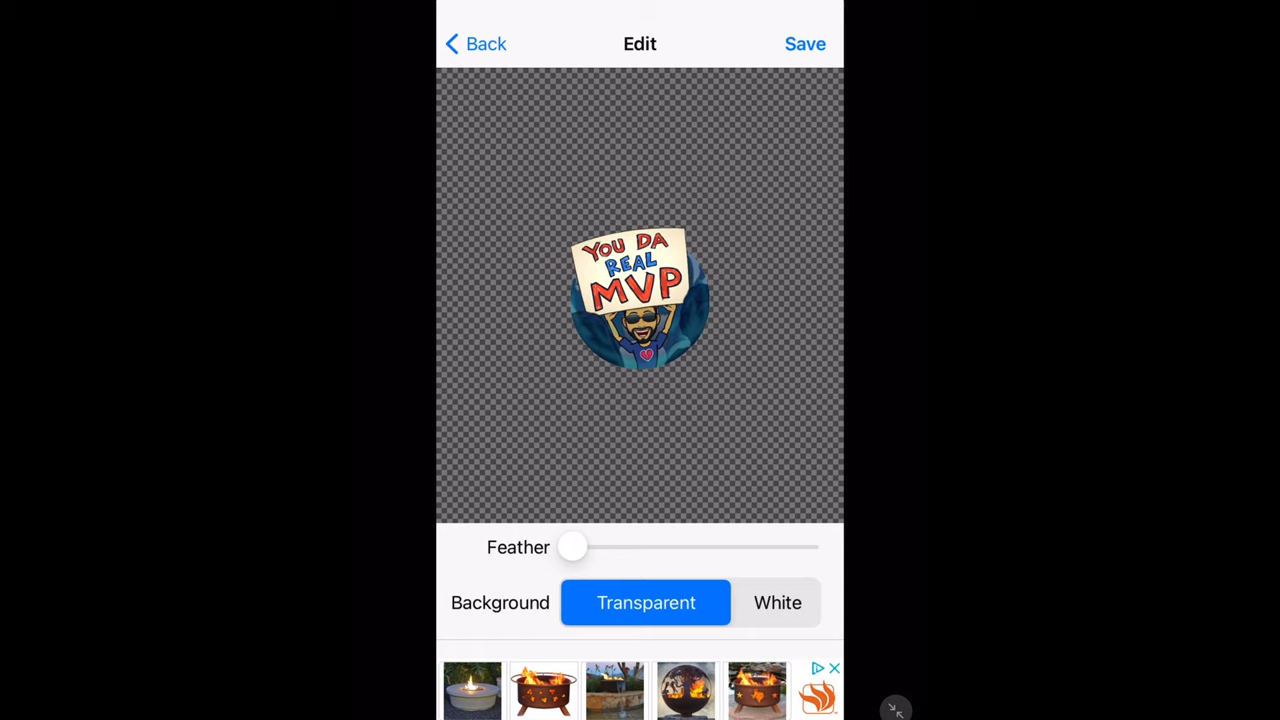 Back
Edit
Save
YOU DA
REAL
MVP
Feather
Background
Transparent
White